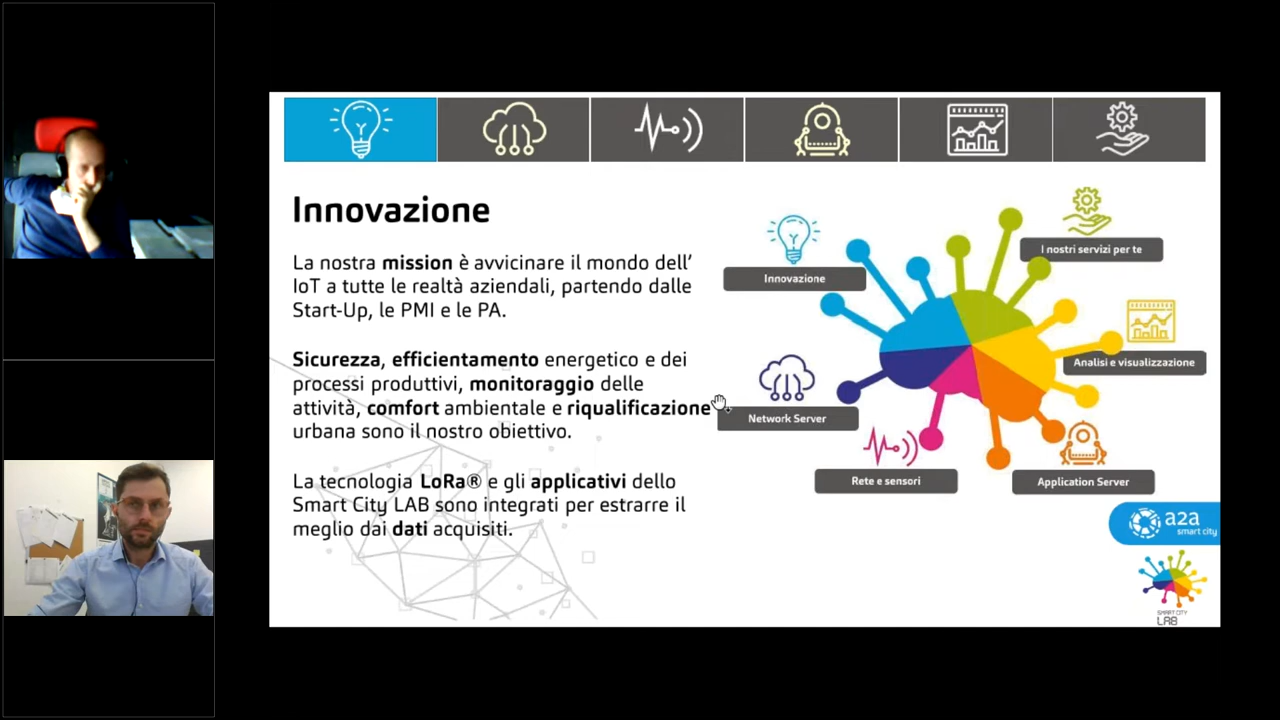 Innovazione
La nostra mission è avvicinare il mondo dell'
IoT a tutte le realtà aziendali, partendo dalle
Start-Up, le PMI e le PA.
Sicurezza, efficientamento energetico e dei
processi produttivi, monitoraggio delle
attività, comfort ambientale e riqualificazione
urbana sono il nostro obiettivo.
La tecnologia LoRa® e gli applicativi dello
Smart City LAB sono integrati per estrarre il
meglio dai dati acquisiti.
I nostri servizi per te
Innovazione
Analisi e visualizzazione
Network Server
Rete e sensori
Application Server
a2a
smart city
SMART CITY
LAB